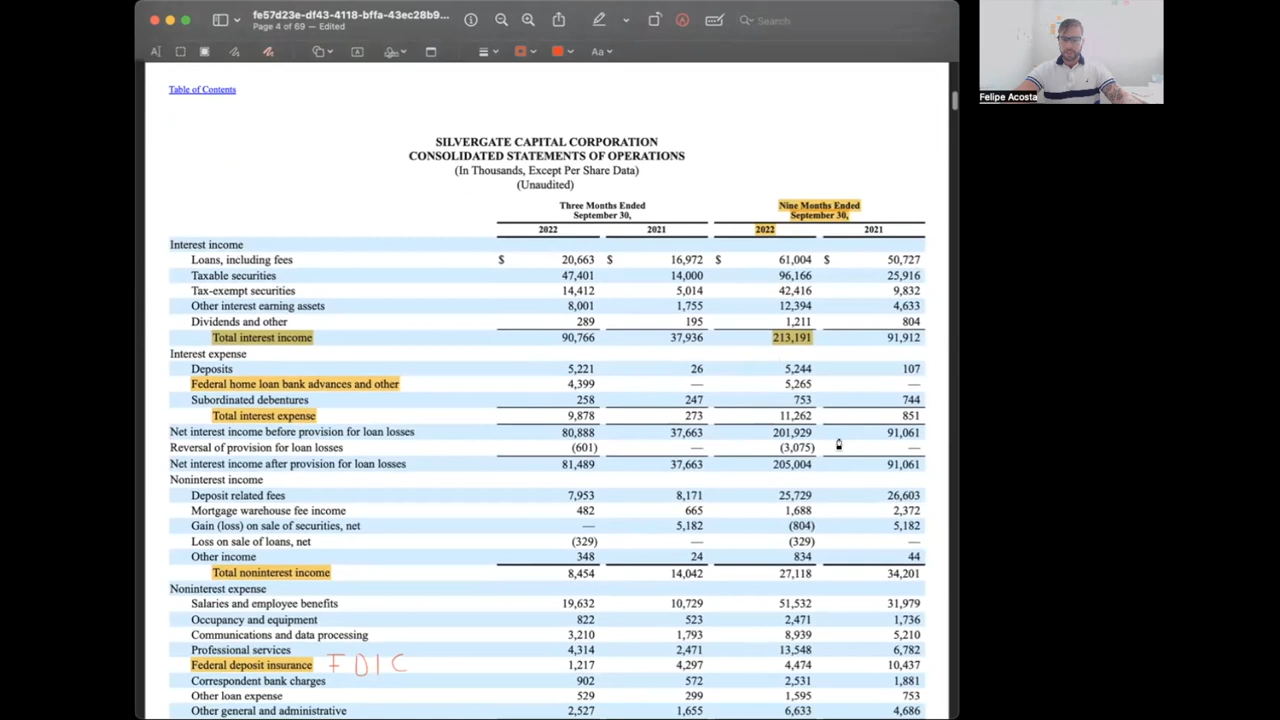 fe57d23e-df43-4118-bffa-43ec28b9...
Page 4 of 69 — Edited
Search
Felipe Acosta
Table of Contents
SILVERGATE CAPITAL CORPORATION
CONSOLIDATED STATEMENTS OF OPERATIONS
(In Thousands, Except Per Share Data)
(Unaudited)
Three Months Ended September 30, Nine Months Ended September 30,
2022 2021 2022 2021
Interest income
Loans, including fees $ 20,663 $ 16,972 $ 61,004 $ 50,727
Taxable securities 47,401 14,000 96,166 25,916
Tax-exempt securities 14,412 5,014 42,416 9,832
Other interest earning assets 8,001 1,755 12,394 4,633
Dividends and other 289 195 1,211 804
Total interest income 90,766 37,936 213,191 91,912
Interest expense
Deposits 5,221 26 5,244 107
Federal home loan bank advances and other 4,399 — 5,265 —
Subordinated debentures 258 247 753 744
Total interest expense 9,878 273 11,262 851
Net interest income before provision for loan losses 80,888 37,663 201,929 91,061
Reversal of provision for loan losses (601) — (3,075) —
Net interest income after provision for loan losses 81,489 37,663 205,004 91,061
Noninterest income
Deposit related fees 7,953 8,171 25,729 26,603
Mortgage warehouse fee income 482 665 1,688 2,372
Gain (loss) on sale of securities, net — 5,182 (804) 5,182
Loss on sale of loans, net (329) — (329) —
Other income 348 24 834 44
Total noninterest income 8,454 14,042 27,118 34,201
Noninterest expense
Salaries and employee benefits 19,632 10,729 51,532 31,979
Occupancy and equipment 822 523 2,471 1,736
Communications and data processing 3,210 1,793 8,939 5,210
Professional services 4,314 2,471 13,548 6,782
Federal deposit insurance FDIC 1,217 4,297 4,474 10,437
Correspondent bank charges 902 572 2,531 1,881
Other loan expense 529 299 1,595 753
Other general and administrative 2,527 1,655 6,633 4,686